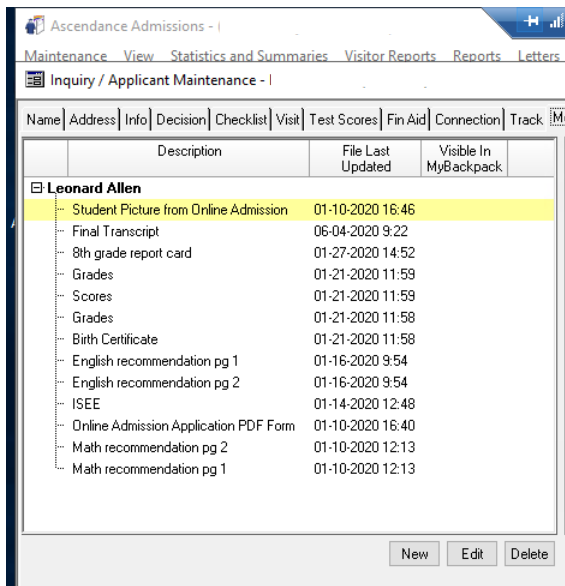 Ascendance Admissions - (
Maintenance View Statistics and Summaries Visitor Reports Reports Letters
Inquiry / Applicant Maintenance -
Name Address Info Decision Checklist Visit Test Scores Fin Aid Connection Track
Description File Last Updated Visible In MyBackpack
Leonard Allen
Student Picture from Online Admission 01-10-2020 16:46
Final Transcript 06-04-2020 9:22
8th grade report card 01-27-2020 14:52
Grades 01-21-2020 11:59
Scores 01-21-2020 11:59
Grades 01-21-2020 11:58
Birth Certificate 01-21-2020 11:58
English recommendation pg 1 01-16-2020 9:54
English recommendation pg 2 01-16-2020 9:54
ISEE 01-14-2020 12:48
Online Admission Application PDF Form 01-10-2020 16:40
Math recommendation pg 2 01-10-2020 12:13
Math recommendation pg 1 01-10-2020 12:13
New Edit Delete